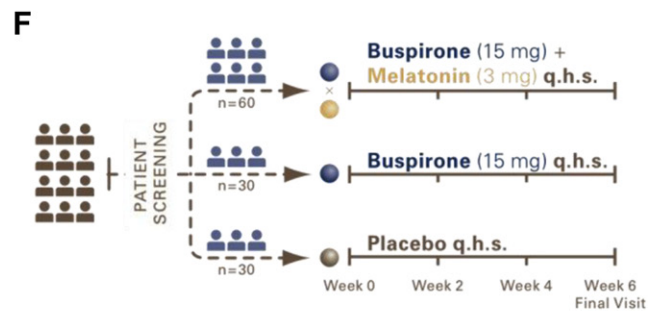 F
PATIENT
SCREENING
n=60
Buspirone (15 mg) +
Melatonin (3 mg) q.h.s.
×
n=30
Buspirone (15 mg) q.h.s.
n=30
Placebo q.h.s.
Week 0
Week 2
Week 4
Week 6
Final Visit